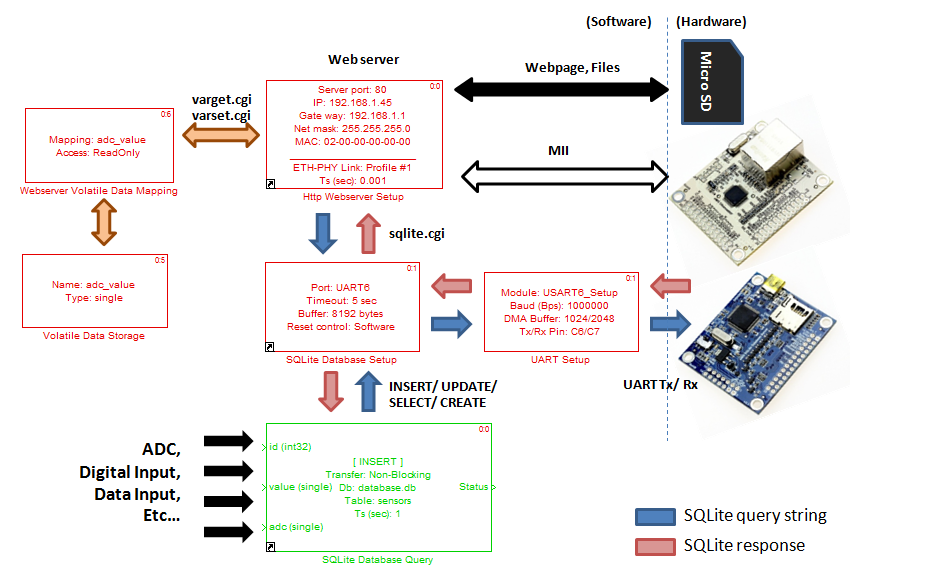 (Software)
(Hardware)
Web server
Webpage, Files
Micro SD
varget.cgi
varset.cgi
0:6
Mapping: adc_value
Access: ReadOnly
Webserver Volatile Data Mapping
0:0
Server port: 80
IP: 192.168.1.45
Gate way: 192.168.1.1
Net mask: 255.255.255.0
MAC: 02-00-00-00-00-00
ETH-PHY Link: Profile #1
Ts (sec): 0.001
Http Webserver Setup
MII
sqlite.cgi
0:5
Name: adc_value
Type: single
Volatile Data Storage
0:1
Port: UART6
Timeout: 5 sec
Buffer: 8192 bytes
Reset control: Software
SQLite Database Setup
0:1
Module: USART6_Setup
Baud (Bps): 1000000
DMA Buffer: 1024/2048
Tx/Rx Pin: C6/C7
UART Setup
UART Tx/ Rx
INSERT/ UPDATE/
SELECT/ CREATE
ADC,
Digital Input,
Data Input,
Etc...
0:0
id (int32)
value (single)
adc (single)
[ INSERT ]
Transfer: Non-Blocking
Db: database.db
Table: sensors
Ts (sec): 1
Status
SQLite Database Query
SQLite query string
SQLite response